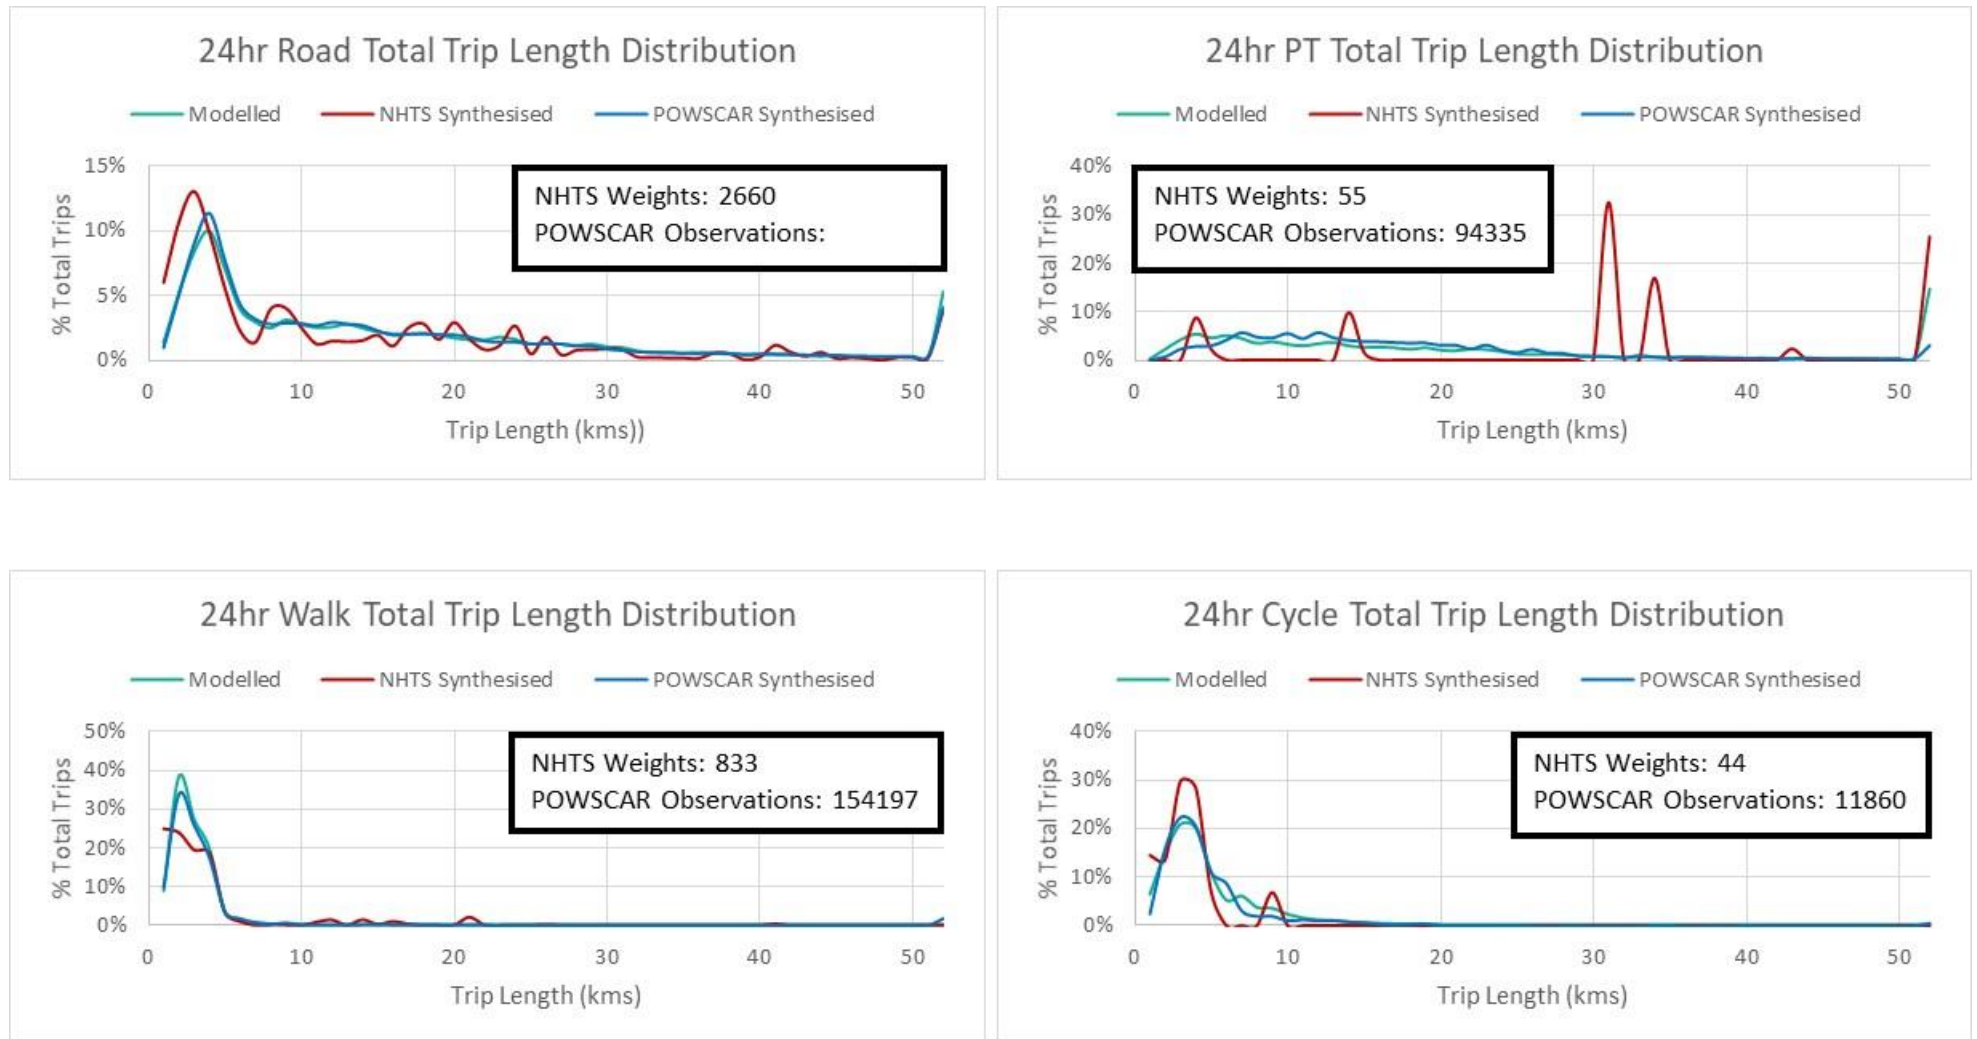 24hr Road Total Trip Length Distribution
Modelled NHTS Synthesised POWSCAR Synthesised
15%
10%
5%
0%
% Total Trips
NHTS Weights: 2660
POWSCAR Observations:
0 10 20 30 40 50
Trip Length (kms))
24hr PT Total Trip Length Distribution
Modelled NHTS Synthesised POWSCAR Synthesised
40%
30%
20%
10%
0%
% Total Trips
NHTS Weights: 55
POWSCAR Observations: 94335
0 10 20 30 40 50
Trip Length (kms)
24hr Walk Total Trip Length Distribution
Modelled NHTS Synthesised POWSCAR Synthesised
50%
40%
30%
20%
10%
0%
% Total Trips
NHTS Weights: 833
POWSCAR Observations: 154197
0 10 20 30 40 50
Trip Length (kms)
24hr Cycle Total Trip Length Distribution
Modelled NHTS Synthesised POWSCAR Synthesised
40%
30%
20%
10%
0%
% Total Trips
NHTS Weights: 44
POWSCAR Observations: 11860
0 10 20 30 40 50
Trip Length (kms)